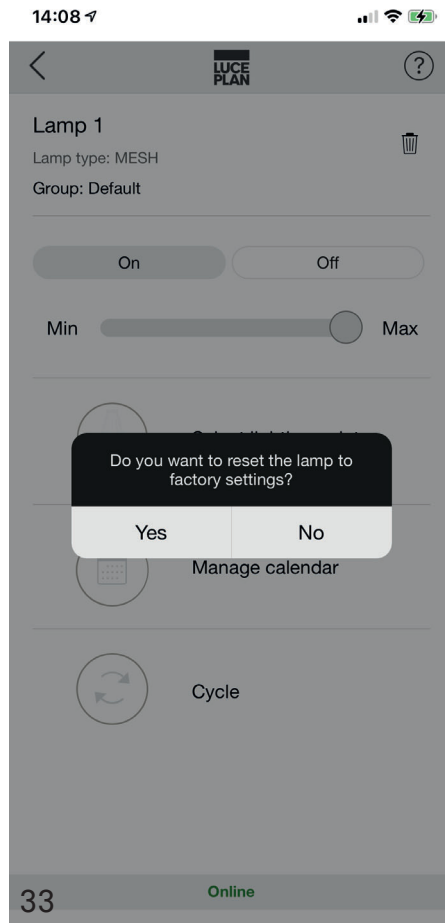 14:08
LUCE
PLAN
?
Lamp 1
Lamp type: MESH
Group: Default
On
Off
Min
Max
Do you want to reset the lamp to
factory settings?
Yes
No
Manage calendar
Cycle
33
Online